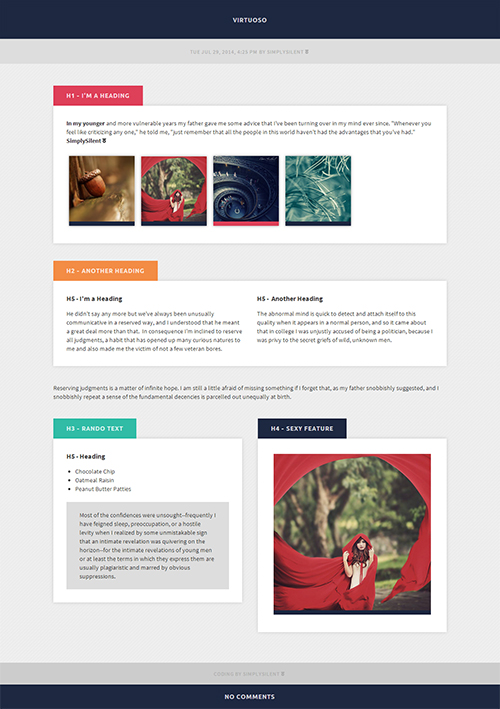 VIRTUOSO
TUE JUL 29, 2014, 4:23 PM BY SIMPLYSILENT
H1 - I'M A HEADING
In my younger and more vulnerable years my father gave me some advice that I've been turning over in my mind ever since. "Whenever you
feel like criticizing any one," he told me, "just remember that all the people in this world haven't had the advantages that you've had."
SimplySilent
H2 - ANOTHER HEADING
H5 - I'm a Heading
He didn't say any more but we've always been unusually
communicative in a reserved way, and I understood that he meant
a great deal more than that. In consequence I'm inclined to reserve
all judgments, a habit that has opened up many curious natures to
me and also made me the victim of not a few veteran bores.
H5 - Another Heading
The abnormal mind is quick to detect and attach itself to this
quality when it appears in a normal person, and so it came about
that in college I was unjustly accused of being a politician, because I
was privy to the secret griefs of wild, unknown men.
Reserving judgments is a matter of infinite hope. I am still a little afraid of missing something if I forget that, as my father snobbishly suggested, and I
snobbishly repeat a sense of the fundamental decencies is parcelled out unequally at birth.
H3 - RANDO TEXT
H5 - Heading
• Chocolate Chip
• Oatmeal Raisin
• Peanut Butter Patties
Most of the confidences were unsought--frequently I
have feigned sleep, preoccupation, or a hostile
levity when I realized by some unmistakable sign
that an intimate revelation was quivering on the
horizon--for the intimate revelations of young men
or at least the terms in which they express them are
usually plagiaristic and marred by obvious
suppressions.
H4 - SEXY FEATURE
CODING BY SIMPLYSILENT
NO COMMENTS